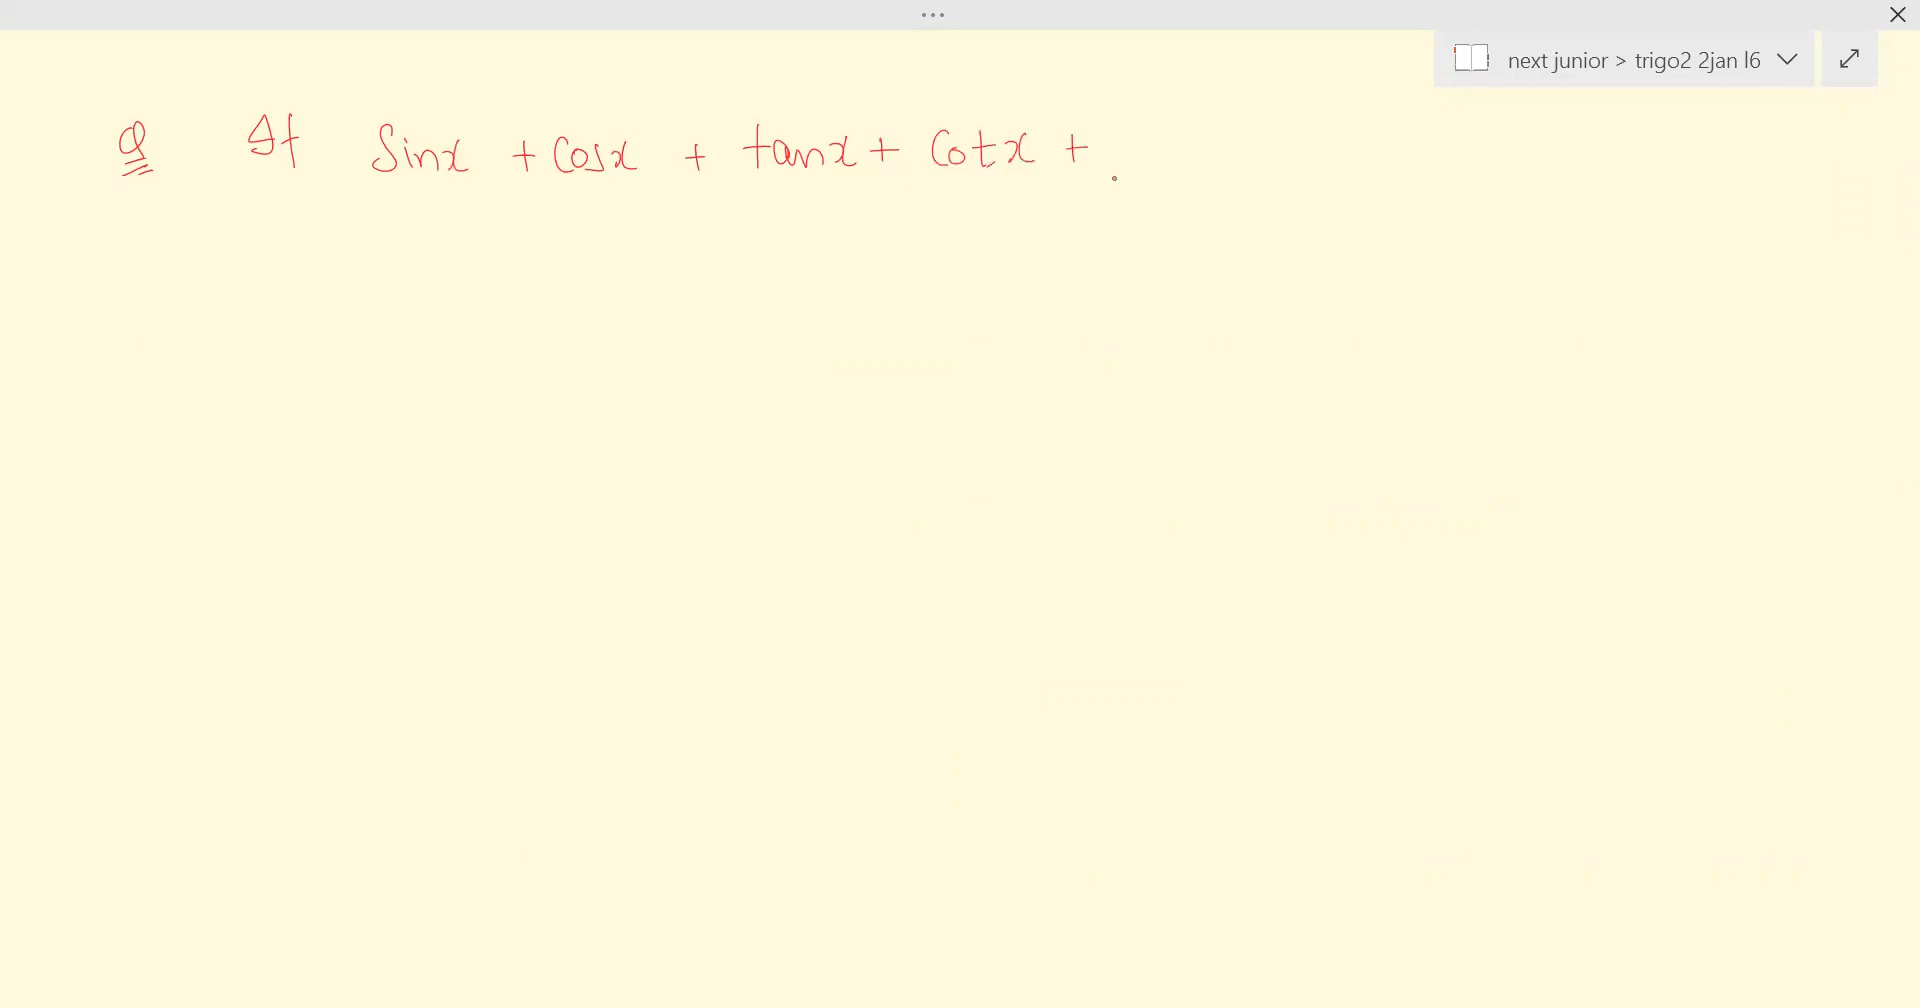 next junior > trigo2 2jan l6
Q If Sinx + Cosx + tanx + Cotx +